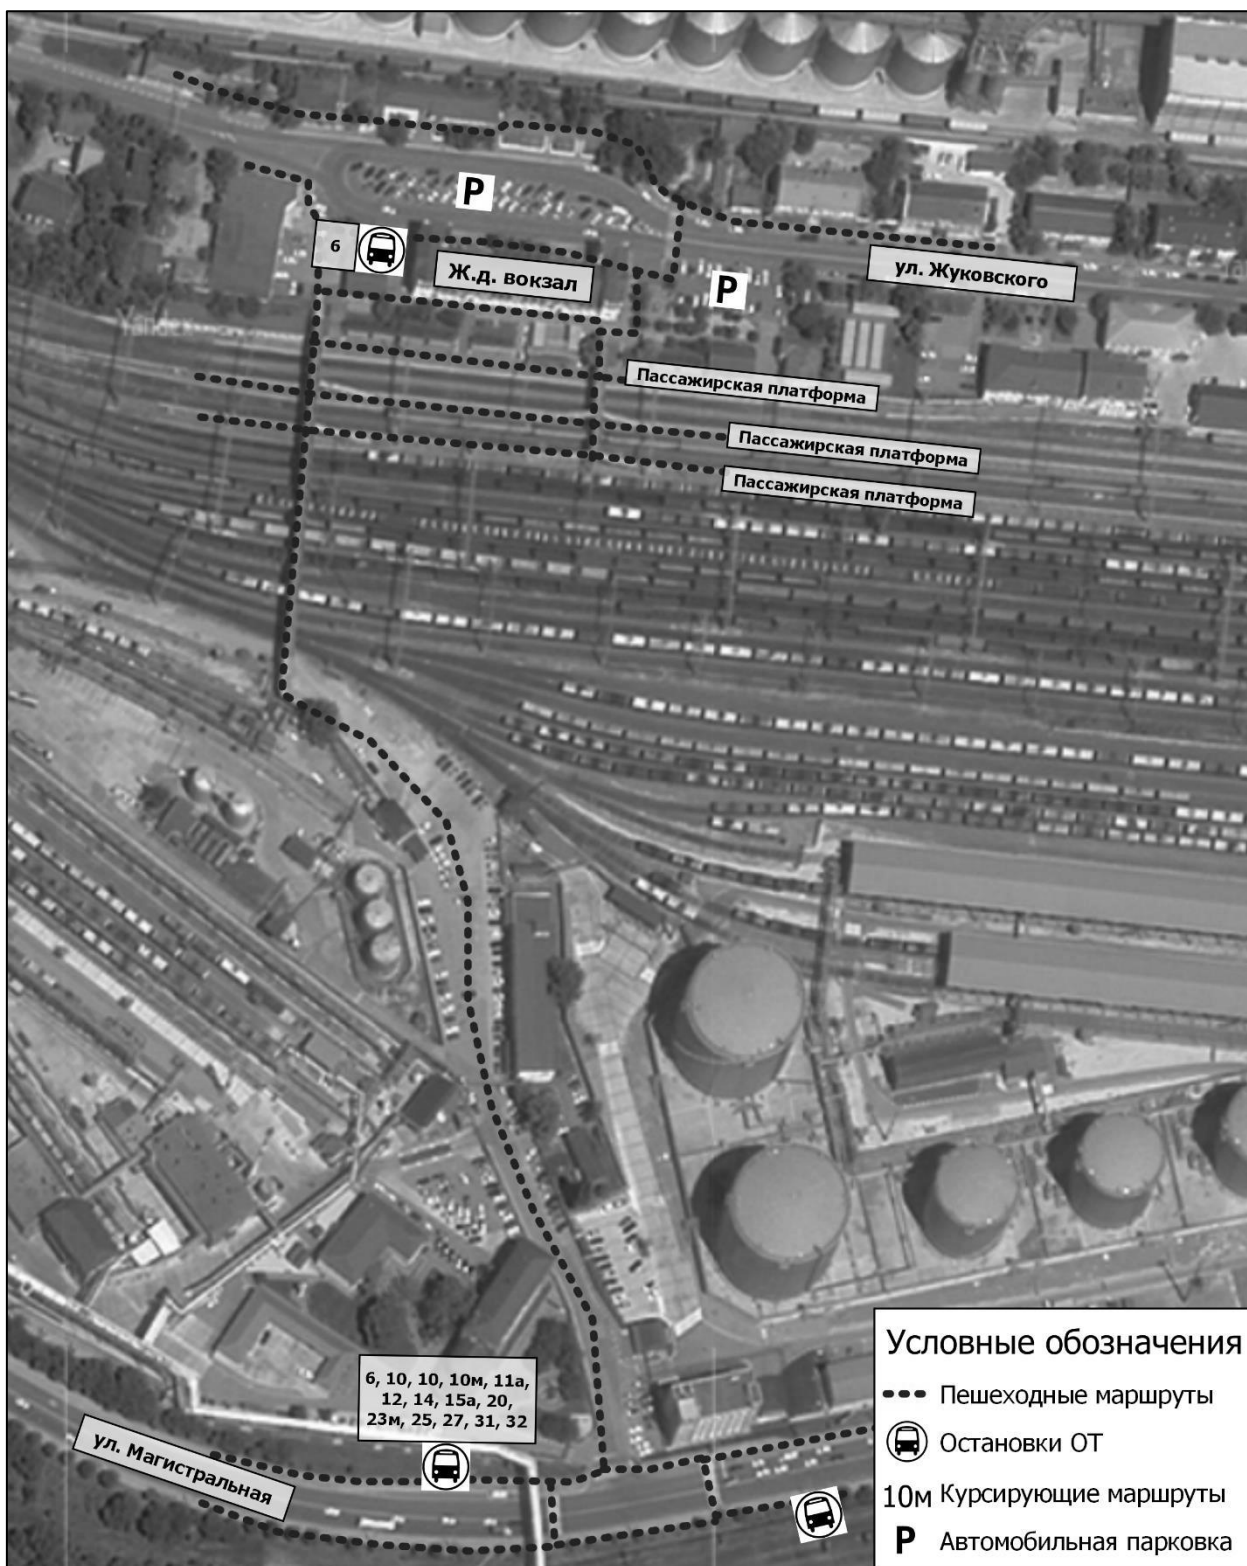 P
6
ул. Жуковского
Ж.д. вокзал
P
Yandex
Пассажирская платформа
Пассажирская платформа
Пассажирская платформа
6, 10, 10, 10м, 11а,
12, 14, 15а, 20,
23м, 25, 27, 31, 32
ул. Магистральная
Условные обозначения
Пешеходные маршруты
Остановки ОТ
10м Курсирующие маршруты
P Автомобильная парковка